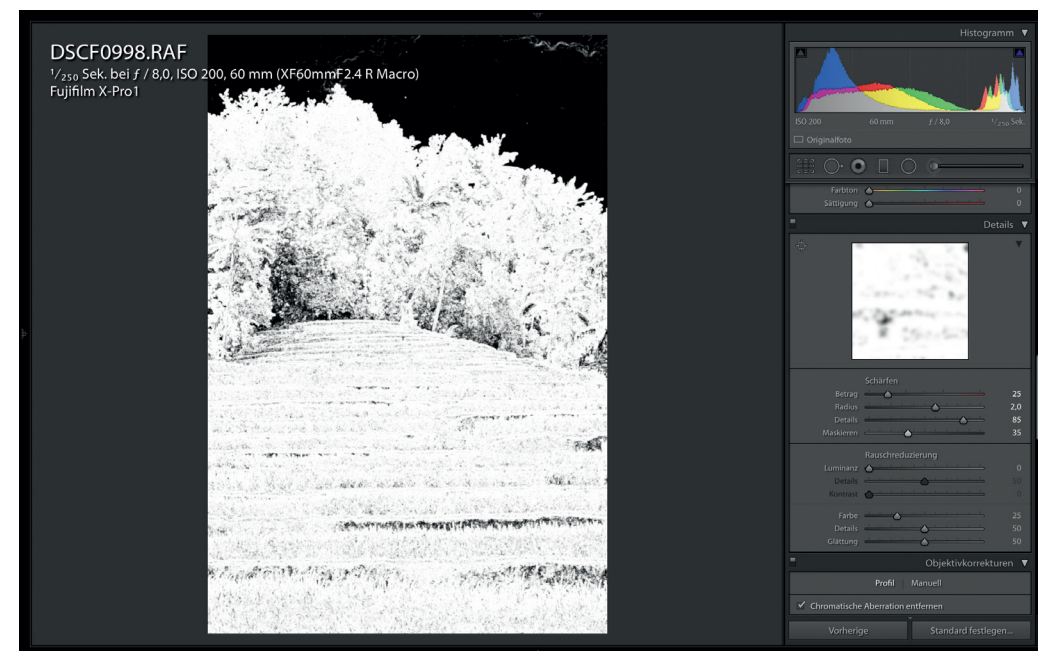 DSCF0998.RAF
1/250 Sek. bei ƒ / 8,0, ISO 200, 60 mm (XF60mmF2.4 R Macro)
Fujifilm X-Pro1
Histogramm
ISO 200 60 mm ƒ / 8,0 1/250 Sek.
Originalfoto
Farbton 0
Sättigung 0
Details
Schärfen
Betrag 25
Radius 2,0
Details 85
Maskieren 35
Rauschreduzierung
Luminanz 0
Details 50
Kontrast 0
Farbe 25
Details 50
Glättung 50
Objektivkorrekturen
Profil Manuell
Chromatische Aberration entfernen
Vorherige Standard festlegen...